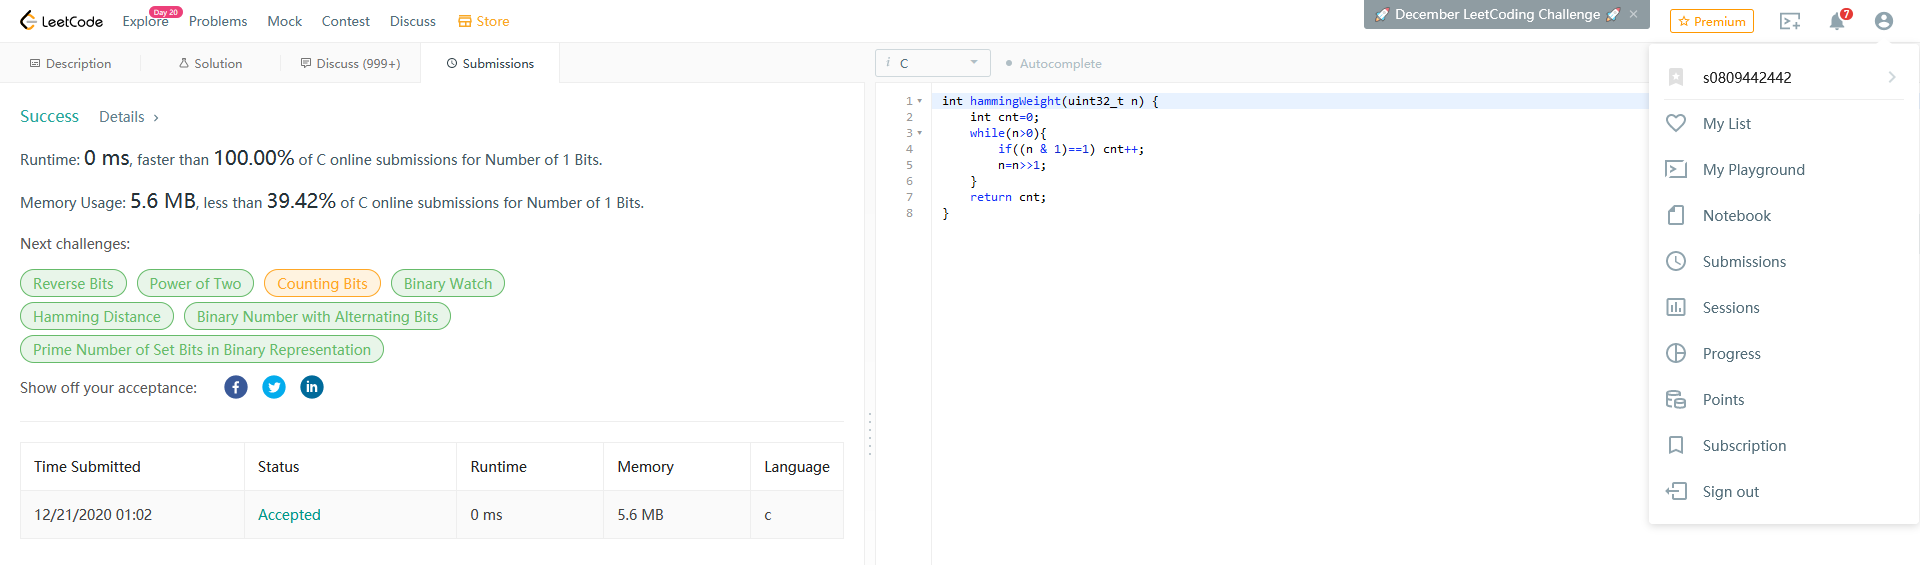 LeetCode Explore Day 20 Problems Mock Contest Discuss Store 🚀 December LeetCoding Challenge 🚀 × Premium 7
Description Solution Discuss (999+) Submissions
Success Details ›
Runtime: 0 ms, faster than 100.00% of C online submissions for Number of 1 Bits.
Memory Usage: 5.6 MB, less than 39.42% of C online submissions for Number of 1 Bits.
Next challenges:
Reverse Bits Power of Two Counting Bits Binary Watch
Hamming Distance Binary Number with Alternating Bits
Prime Number of Set Bits in Binary Representation
Show off your acceptance:
Time Submitted Status Runtime Memory Language
12/21/2020 01:02 Accepted 0 ms 5.6 MB c
i C Autocomplete
1 int hammingWeight(uint32_t n) {
2 int cnt=0;
3 while(n>0){
4 if((n & 1)==1) cnt++;
5 n=n>>1;
6 }
7 return cnt;
8 }
s0809442442
My List
My Playground
Notebook
Submissions
Sessions
Progress
Points
Subscription
Sign out